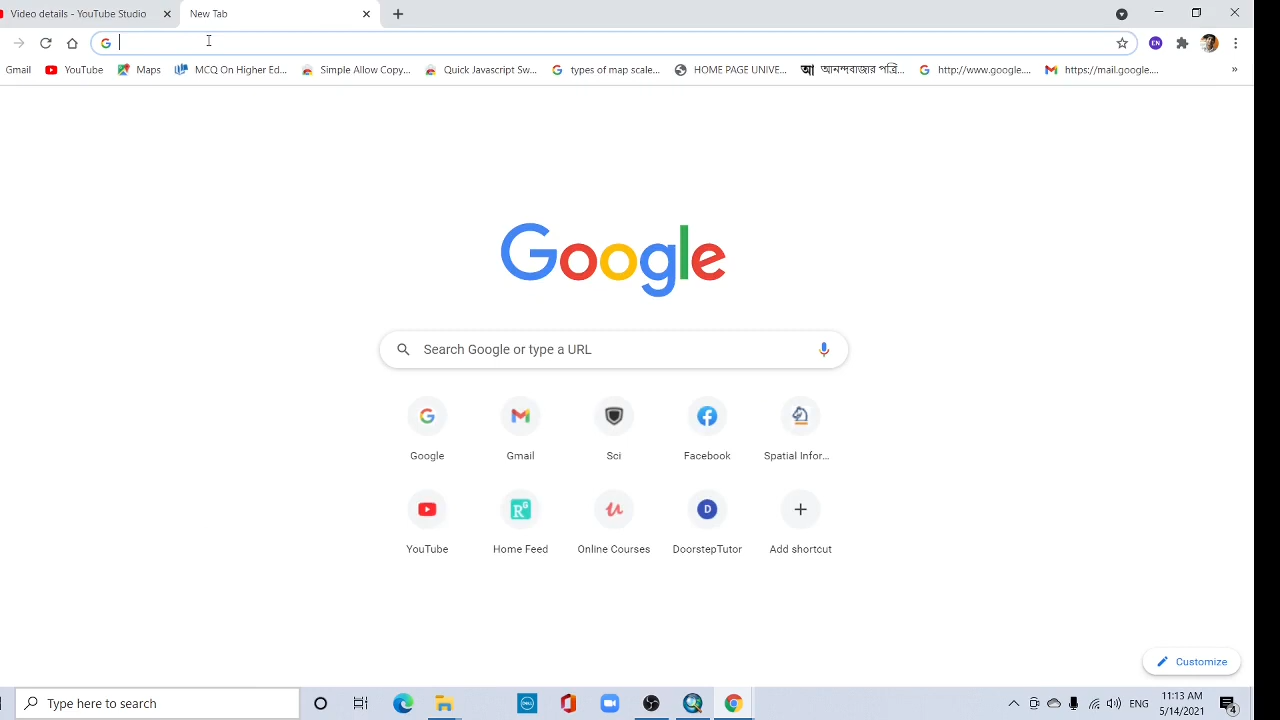 Video details - YouTube Studio
New Tab
EN
Gmail
YouTube
Maps
MCQ On Higher Ed...
Simple Allow Copy...
Quick Javascript Sw...
types of map scale...
HOME PAGE UNIVE...
আ
আনন্দবাজার পত্রি...
http://www.google....
https://mail.google....
»
Google
Search Google or type a URL
Google
Gmail
Sci
Facebook
Spatial Infor...
YouTube
Home Feed
Online Courses
D
DoorstepTutor
Add shortcut
Customize
Type here to search
DELL
ENG
11:13 AM
5/14/2021
4